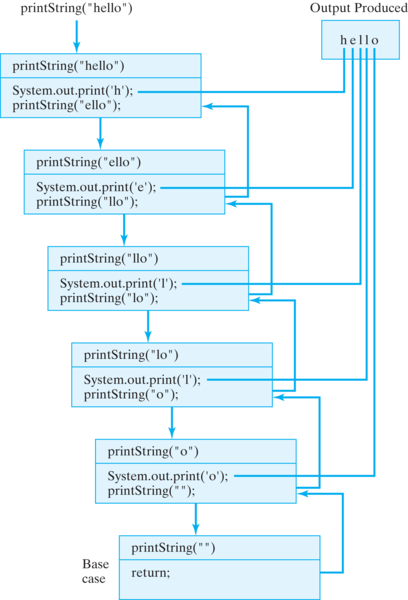 printString("hello")
Output Produced
h e l l o
printString("hello")
System.out.print('h');
printString("ello");
printString("ello")
System.out.print('e');
printString("llo");
printString("llo")
System.out.print('l');
printString("lo");
printString("lo")
System.out.print('l');
printString("o");
printString("o")
System.out.print('o');
printString("");
printString("")
Base
case
return;